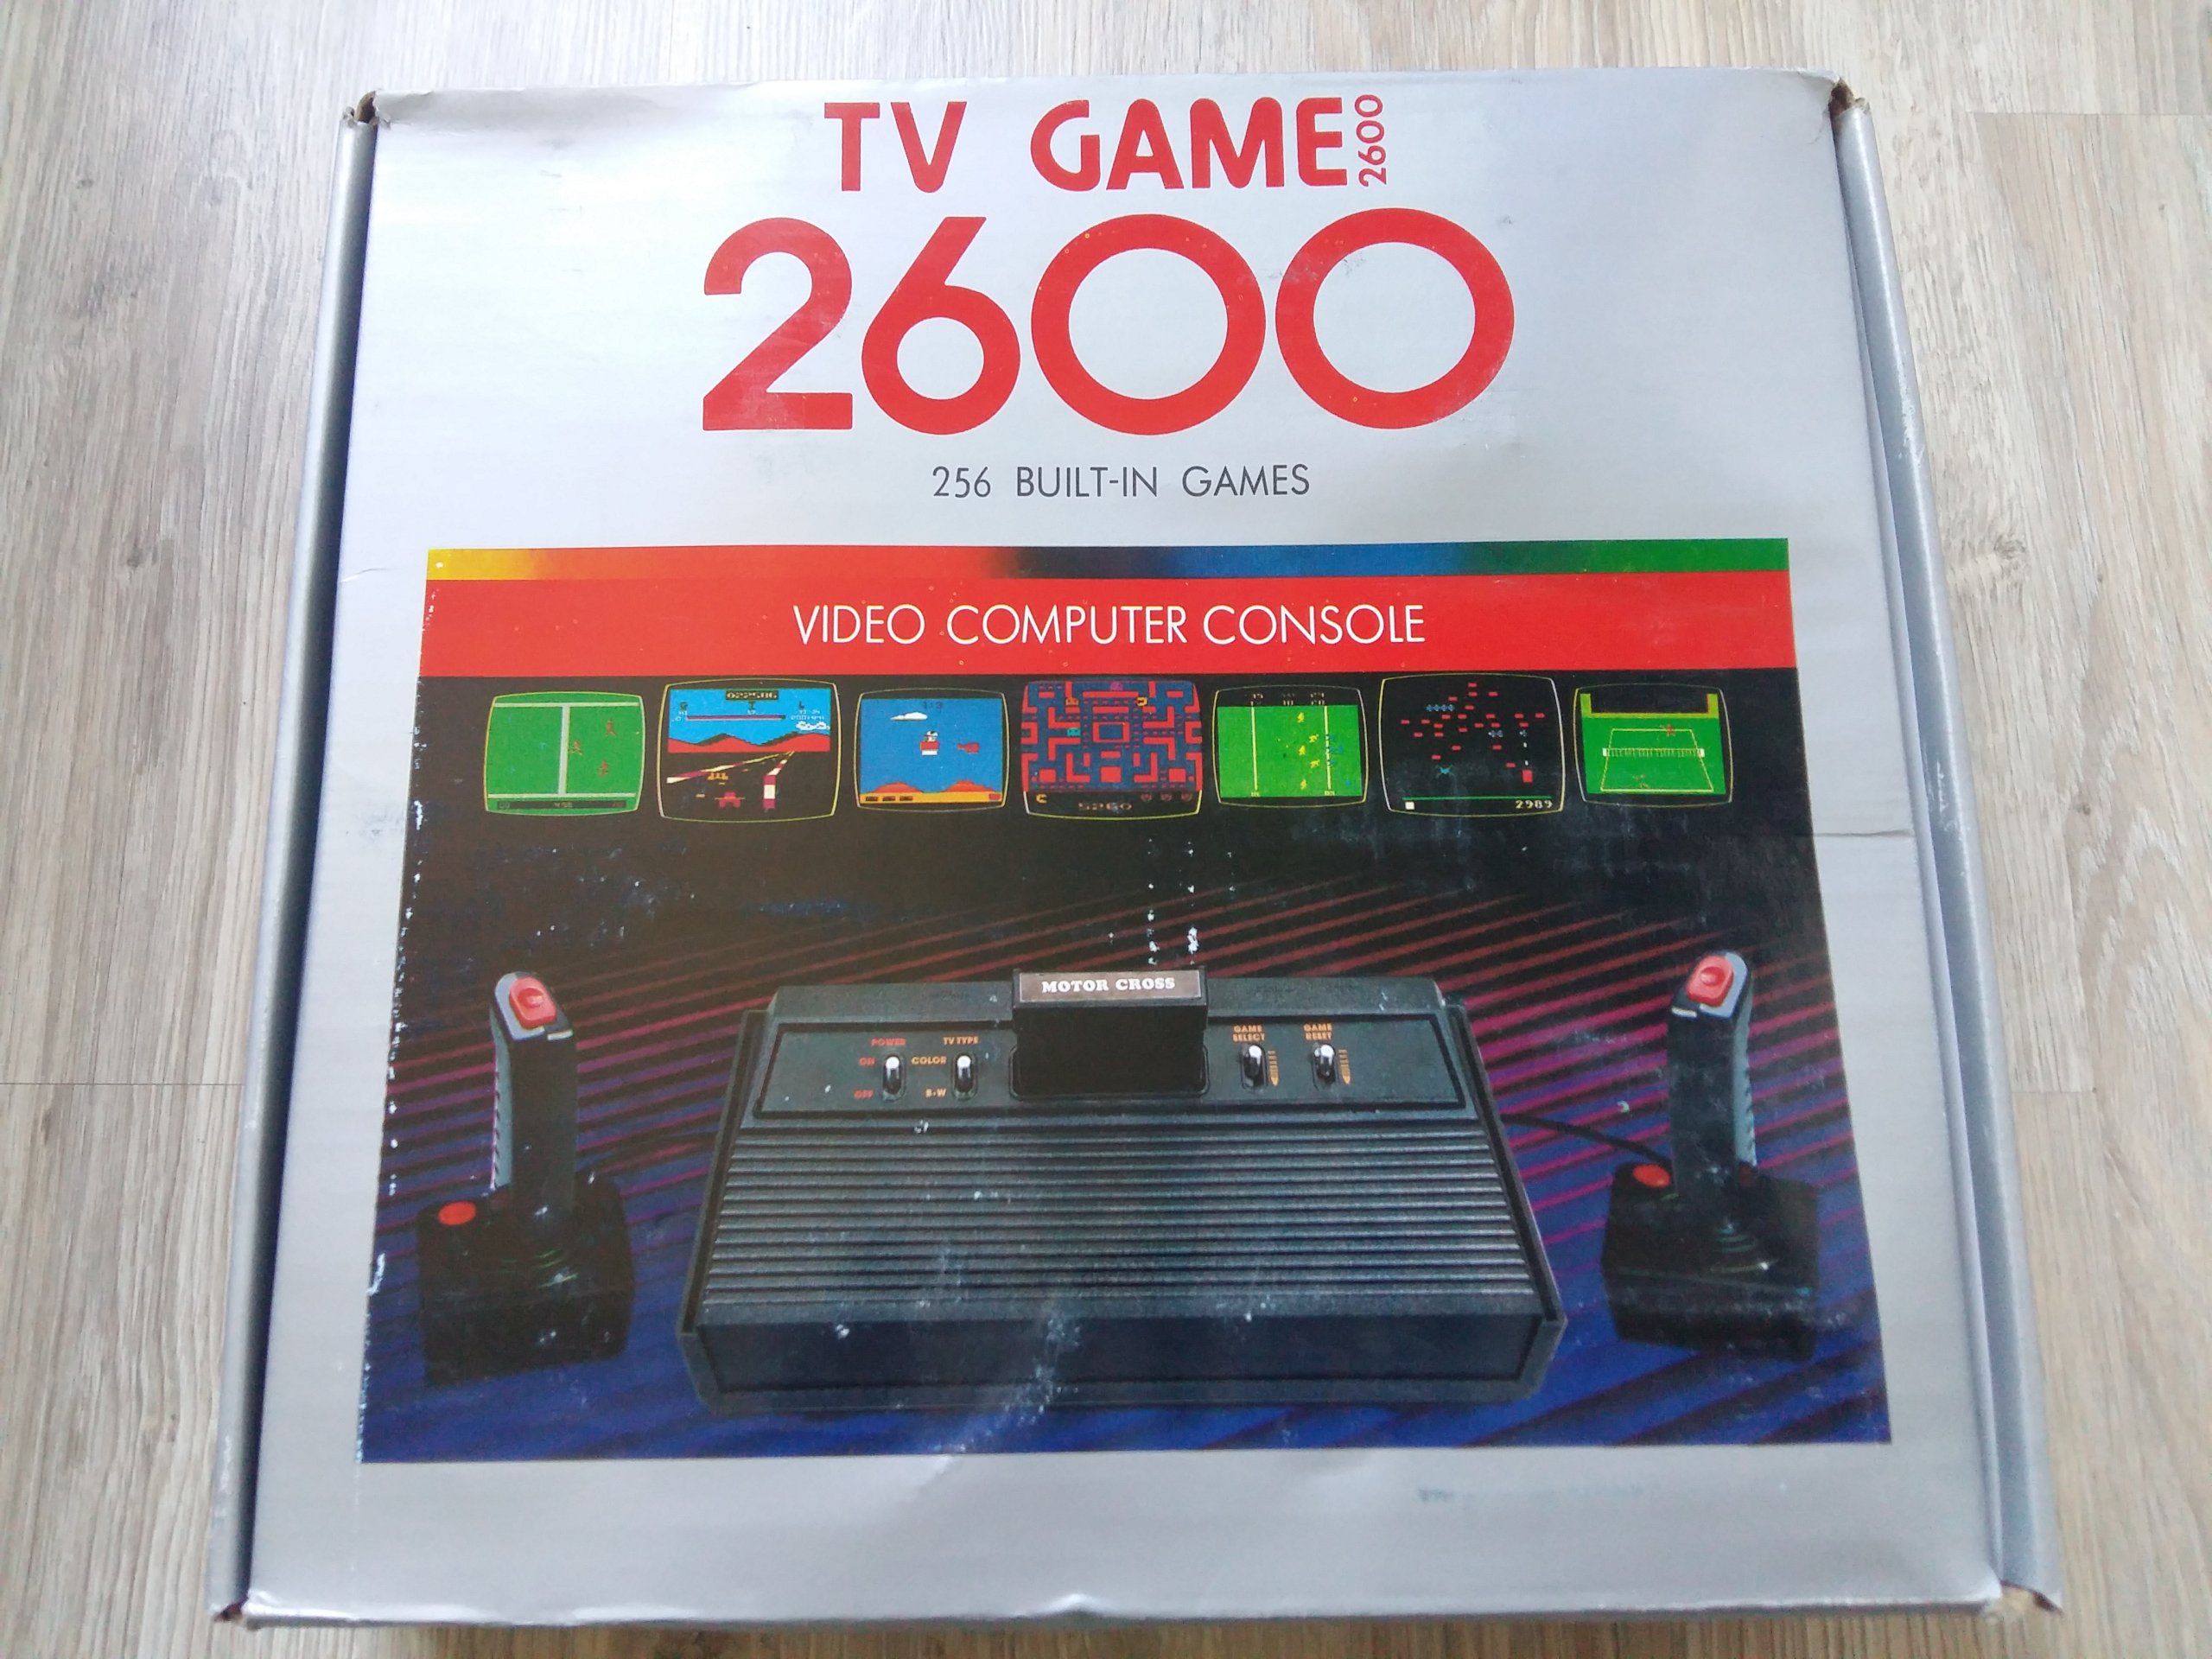 TV GAME 2600
2600
256 BUILT-IN GAMES
VIDEO COMPUTER CONSOLE
5260
2989
MOTOR CROSS
POWER
ON
OFF
TV TYPE
COLOR
B-W
GAME
SELECT
GAME
RESET